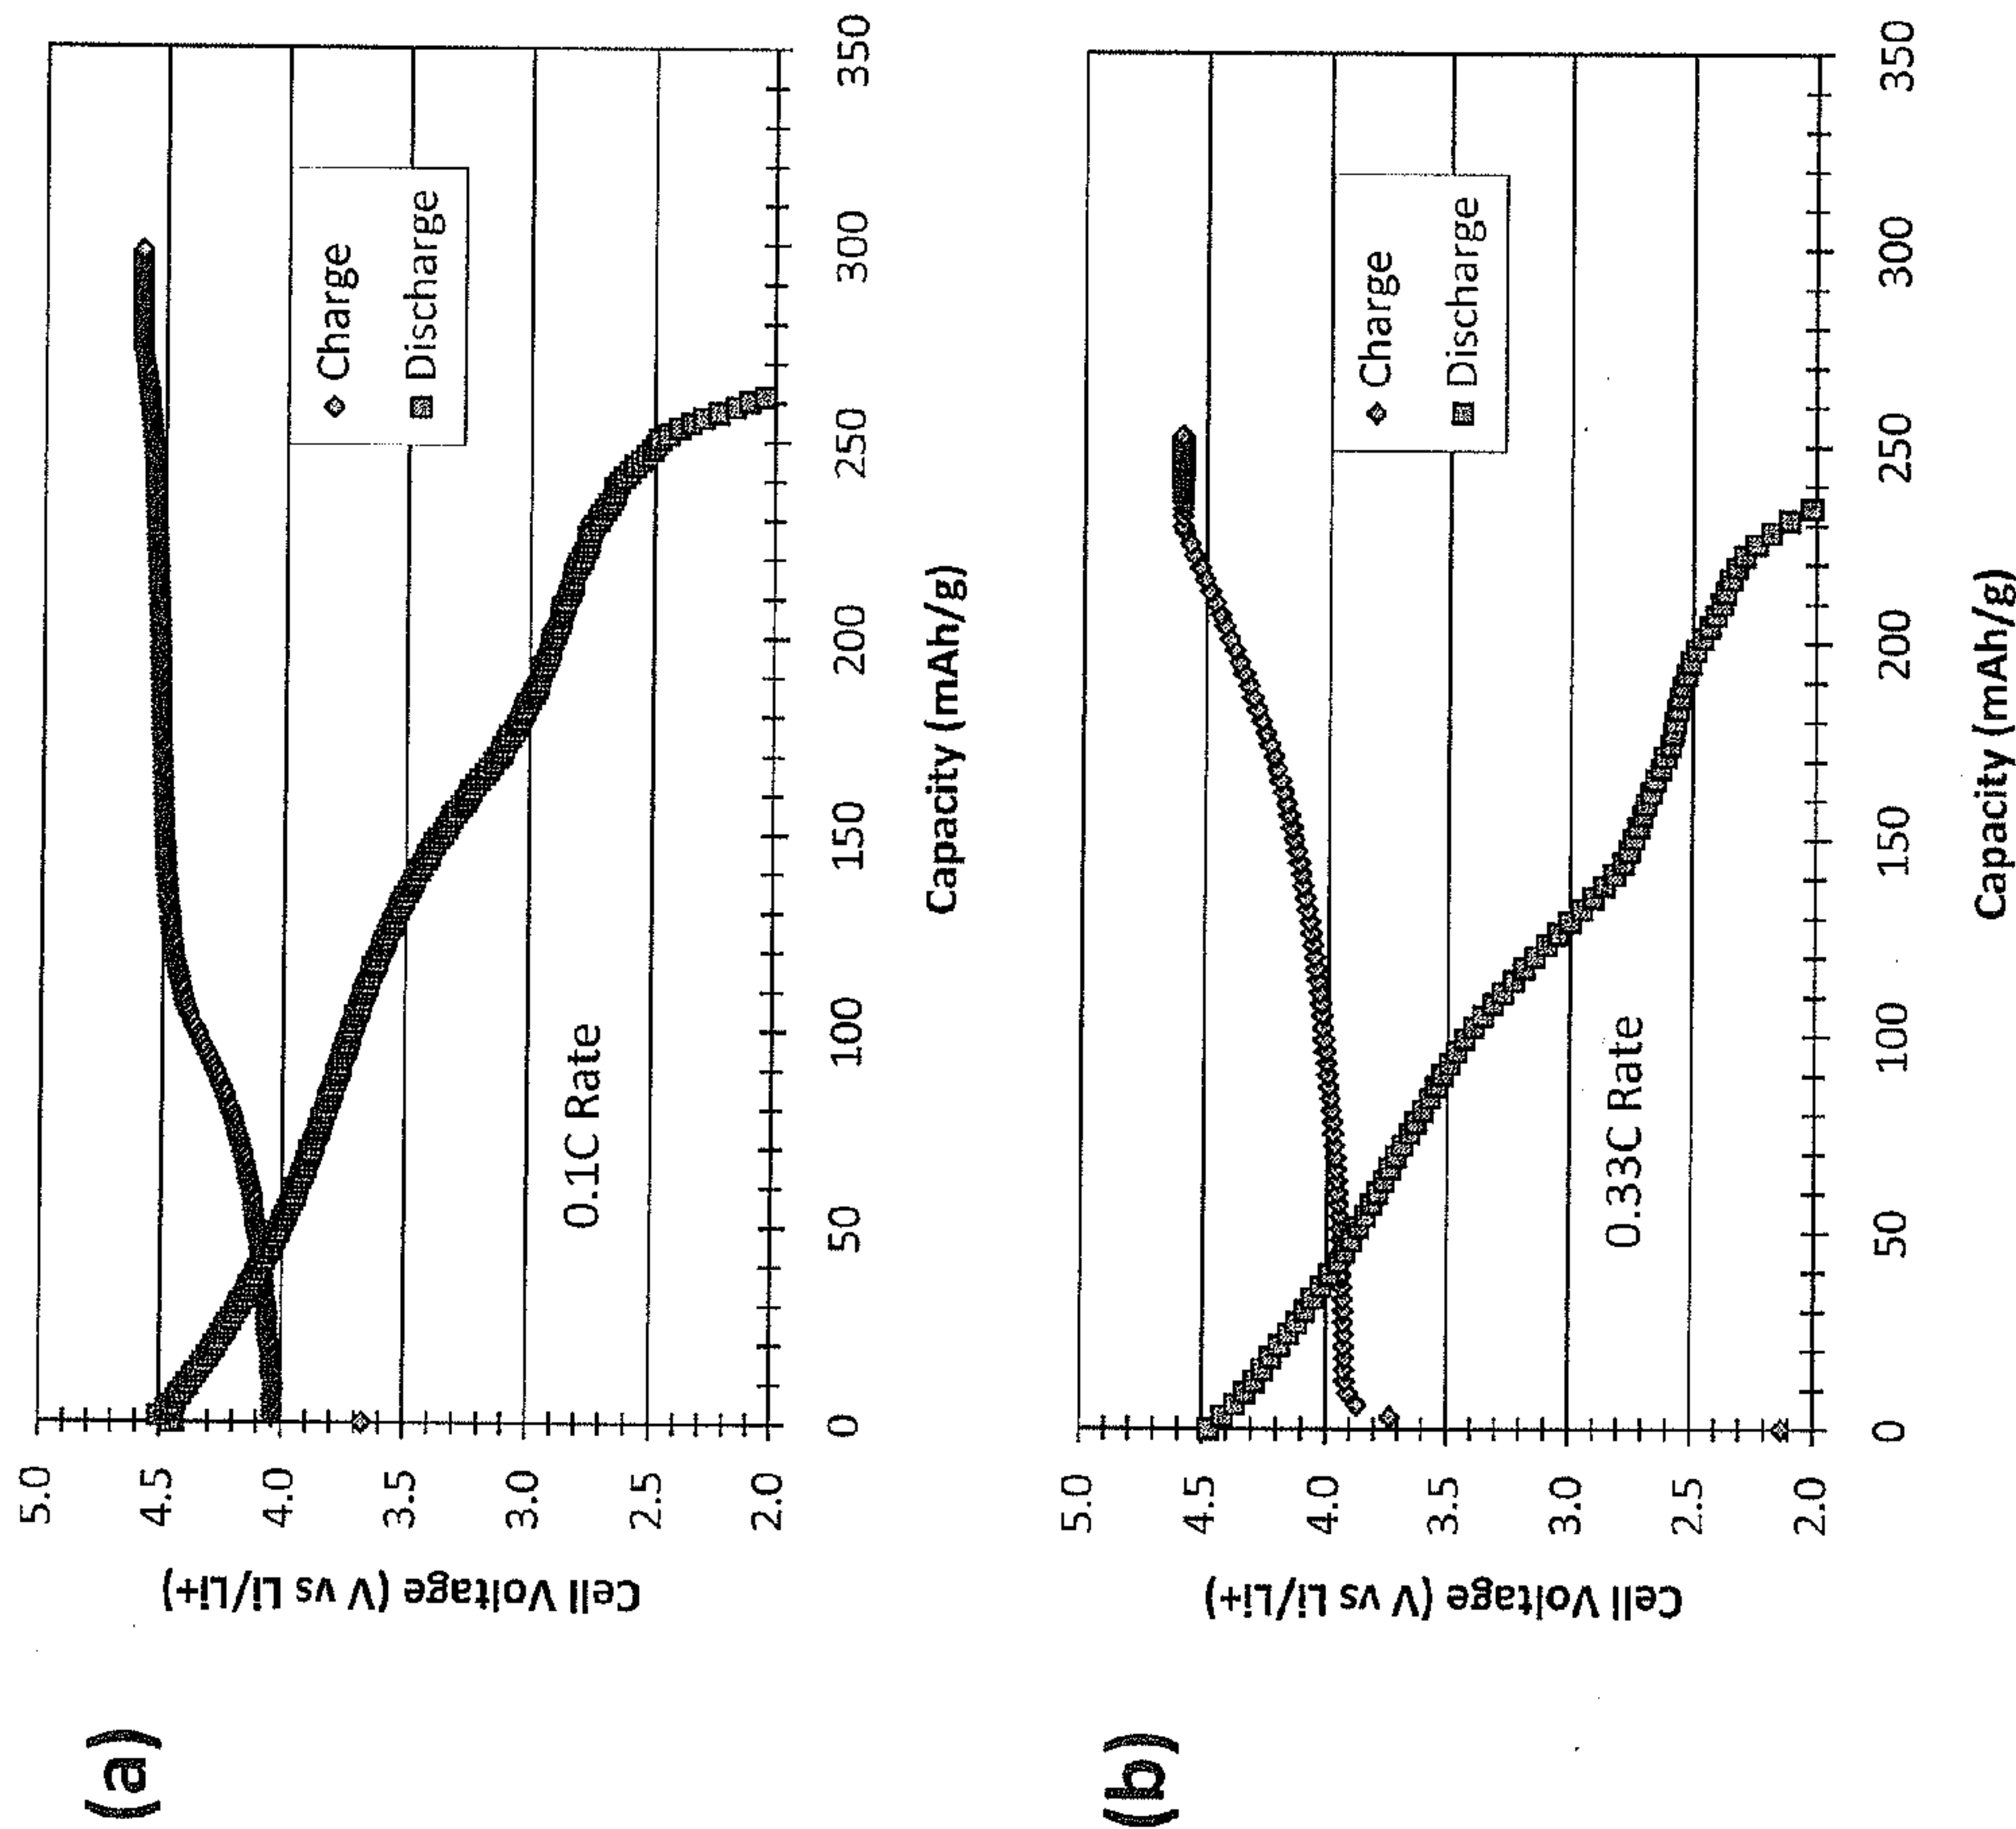 (a)
Cell Voltage (V vs Li/Li+)
5.0
4.5
4.0
3.5
3.0
2.5
2.0
0.1C Rate
Charge
Discharge
0
50
100
150
200
250
300
350
Capacity (mAh/g)
(b)
Cell Voltage (V vs Li/Li+)
5.0
4.5
4.0
3.5
3.0
2.5
2.0
0.33C Rate
Charge
Discharge
0
50
100
150
200
250
300
350
Capacity (mAh/g)